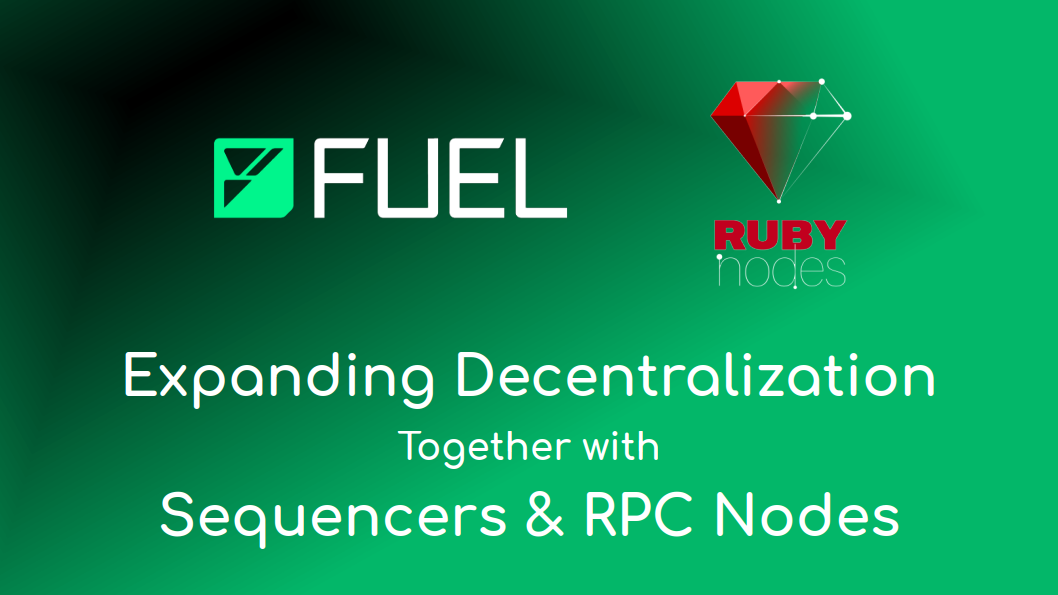 FUEL
RUBY
nodes
Expanding Decentralization
Together with
Sequencers & RPC Nodes